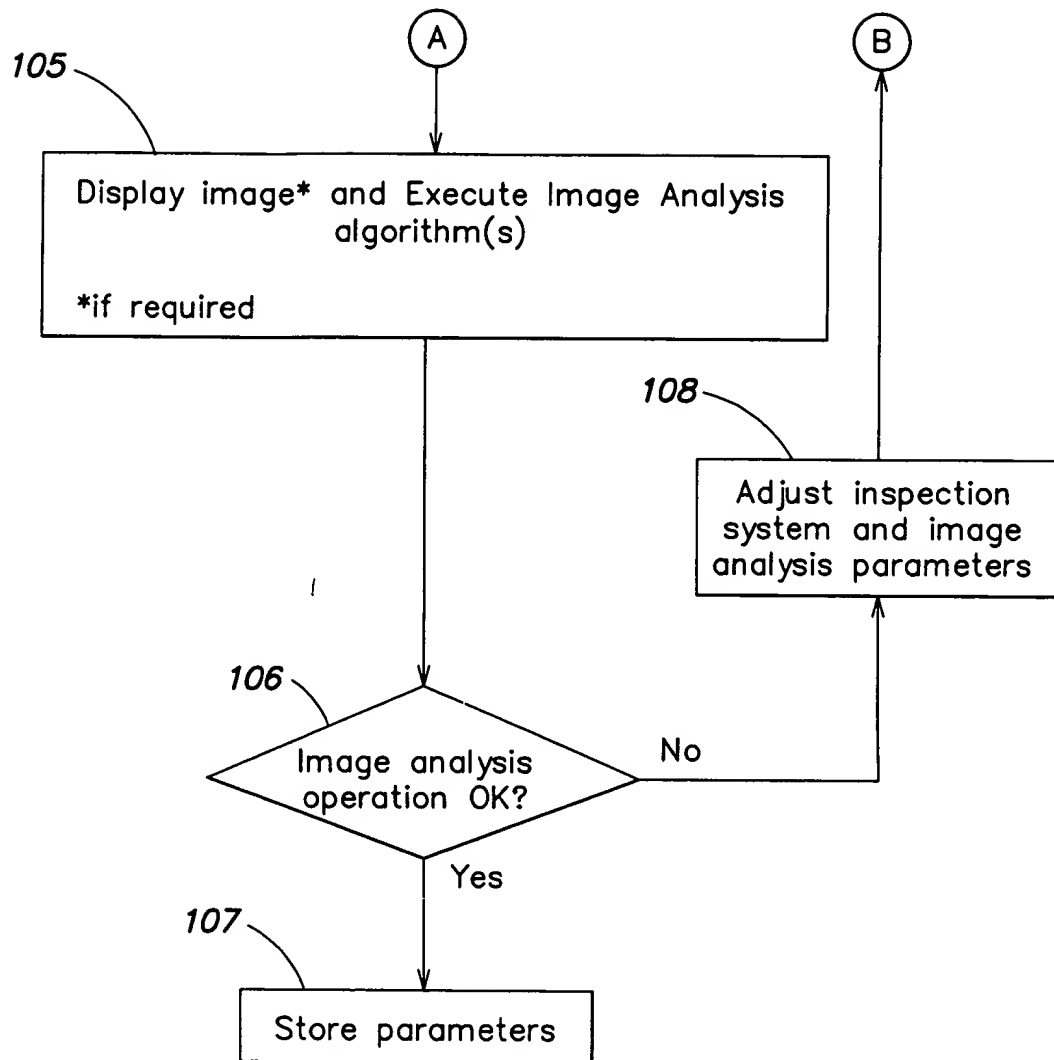 A
B
105
Display image* and Execute Image Analysis
algorithm(s)
*if required
108
Adjust inspection
system and image
analysis parameters
106
Image analysis
operation OK?
No
Yes
107
Store parameters